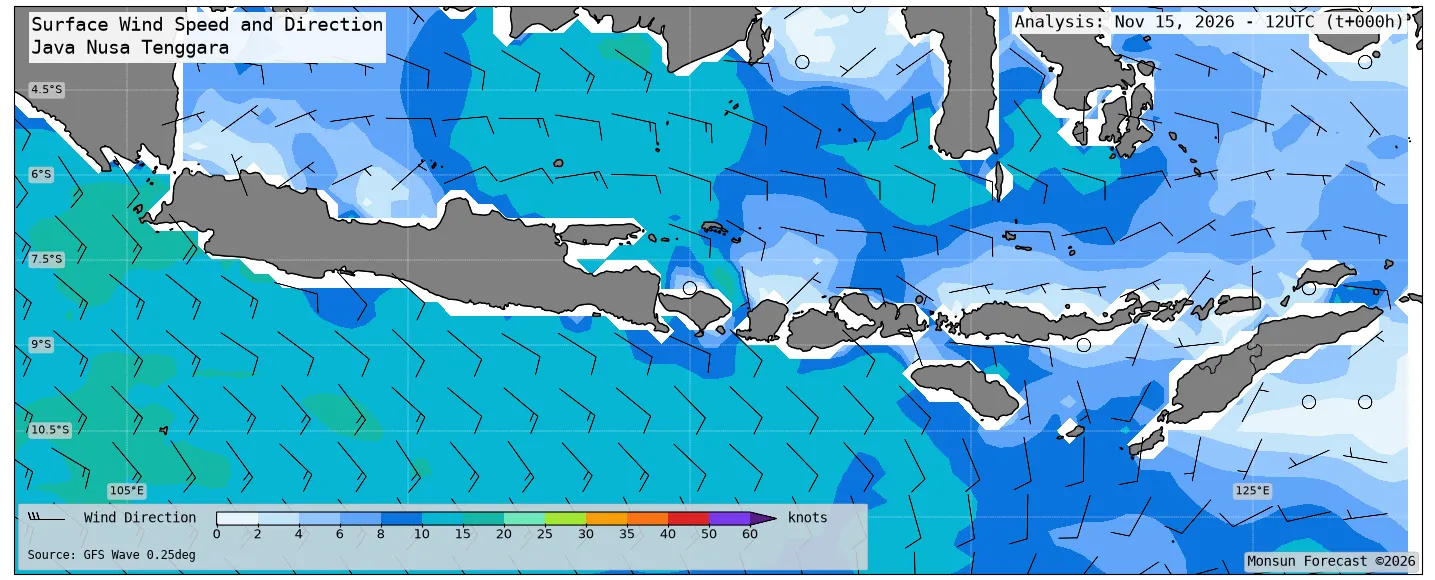 Surface Wind Speed and Direction
Java Nusa Tenggara
Analysis: Nov 15, 2026 - 12UTC (t+000h)
4.5°S
6°S
7.5°S
9°S
10.5°S
105°E
125°E
Wind Direction
0 2 4 6 8 10 15 20 25 30 40 50 60
knots
Source: GFS Wave 0.25deg
Monsun Forecast ©2026